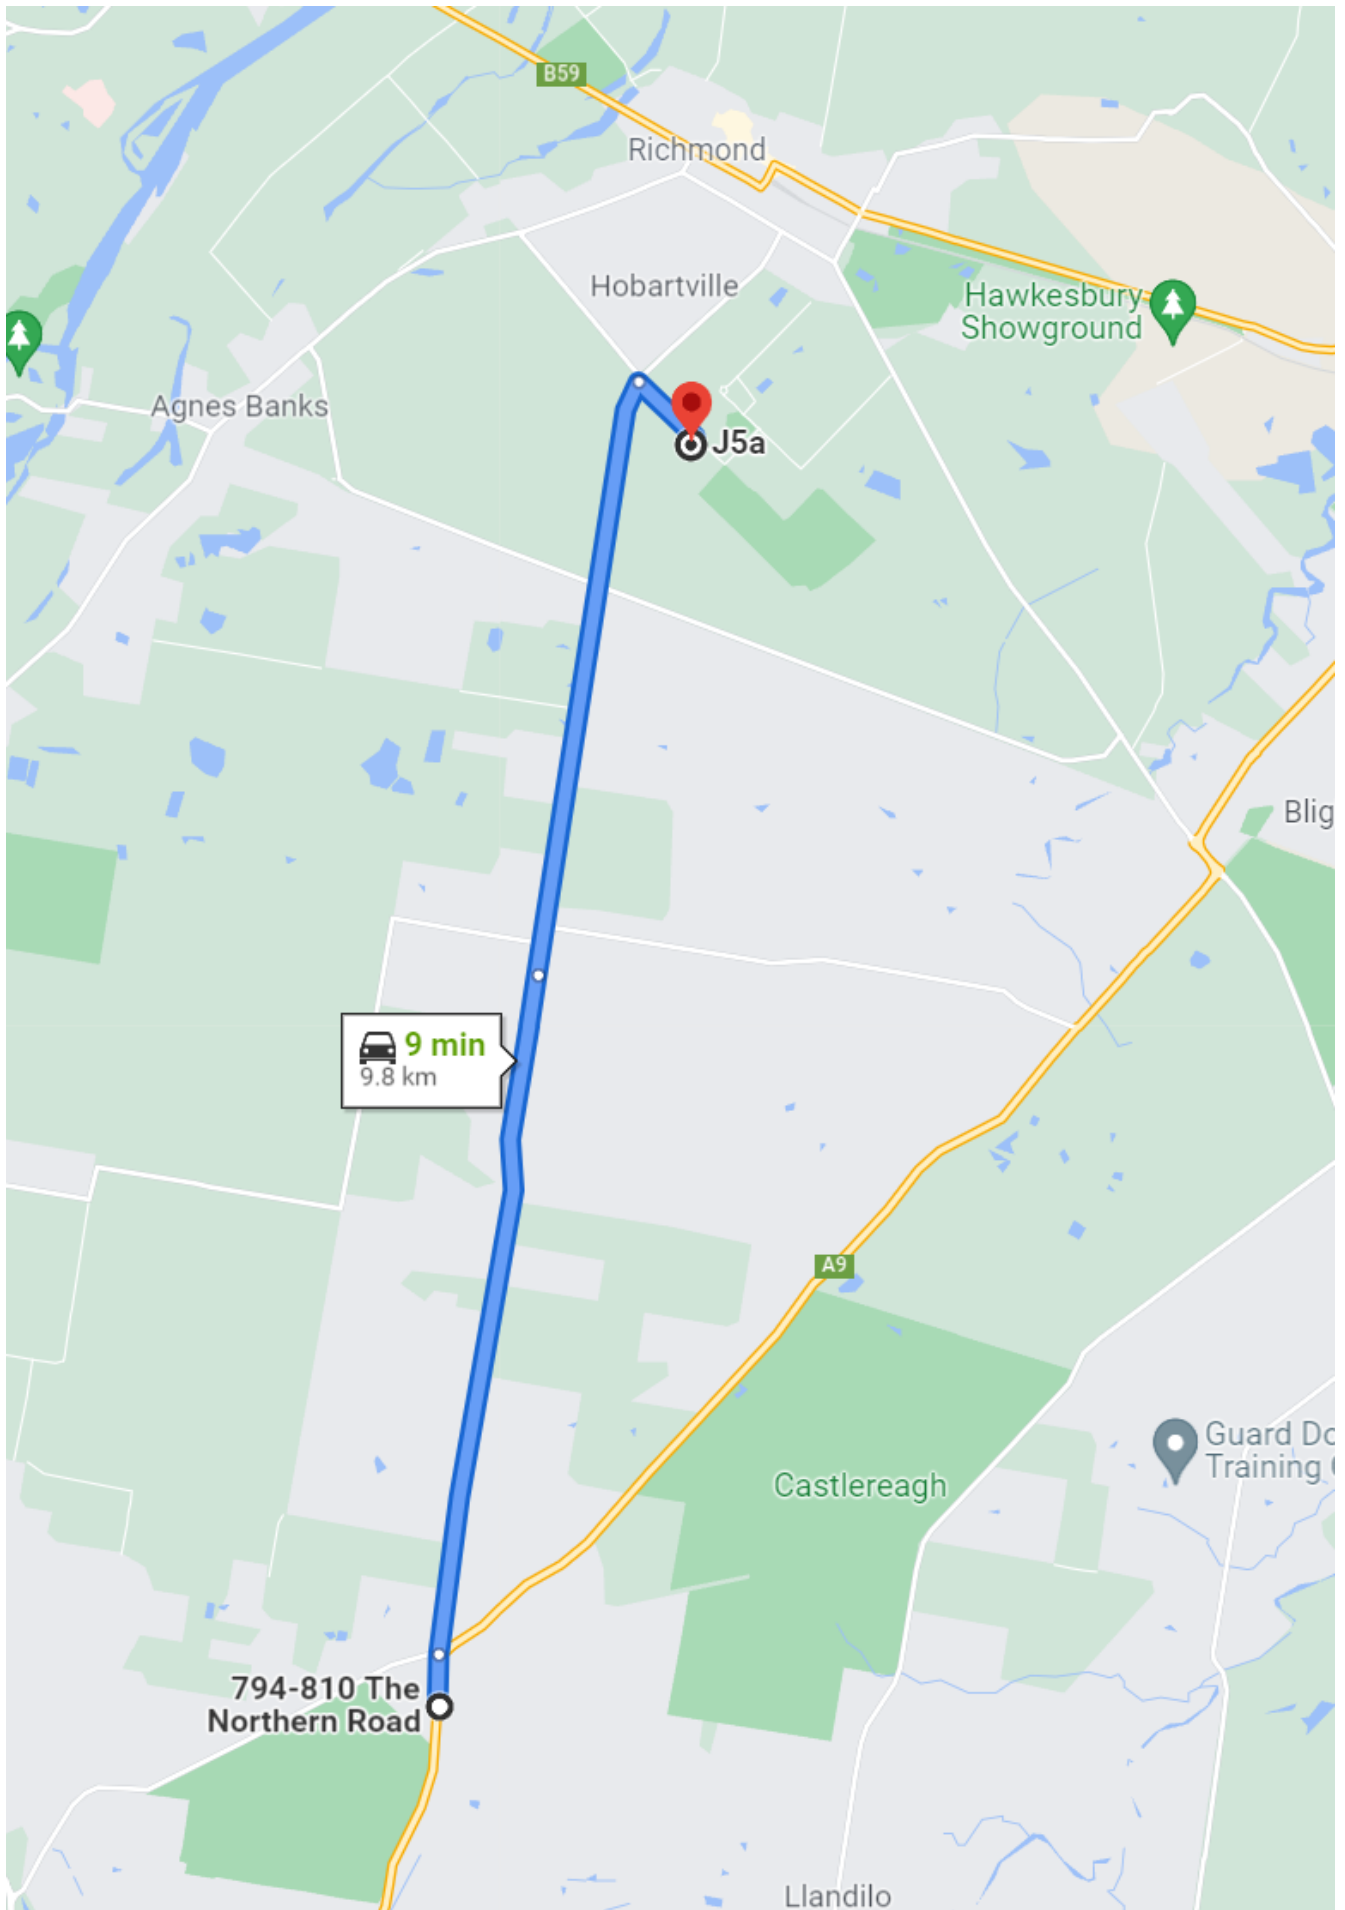 B59
Richmond
Hobartville
Hawkesbury
Showground
Agnes Banks
J5a
Blig
9 min
9.8 km
A9
Guard Do
Training
Castlereagh
794-810 The
Northern Road
Llandilo